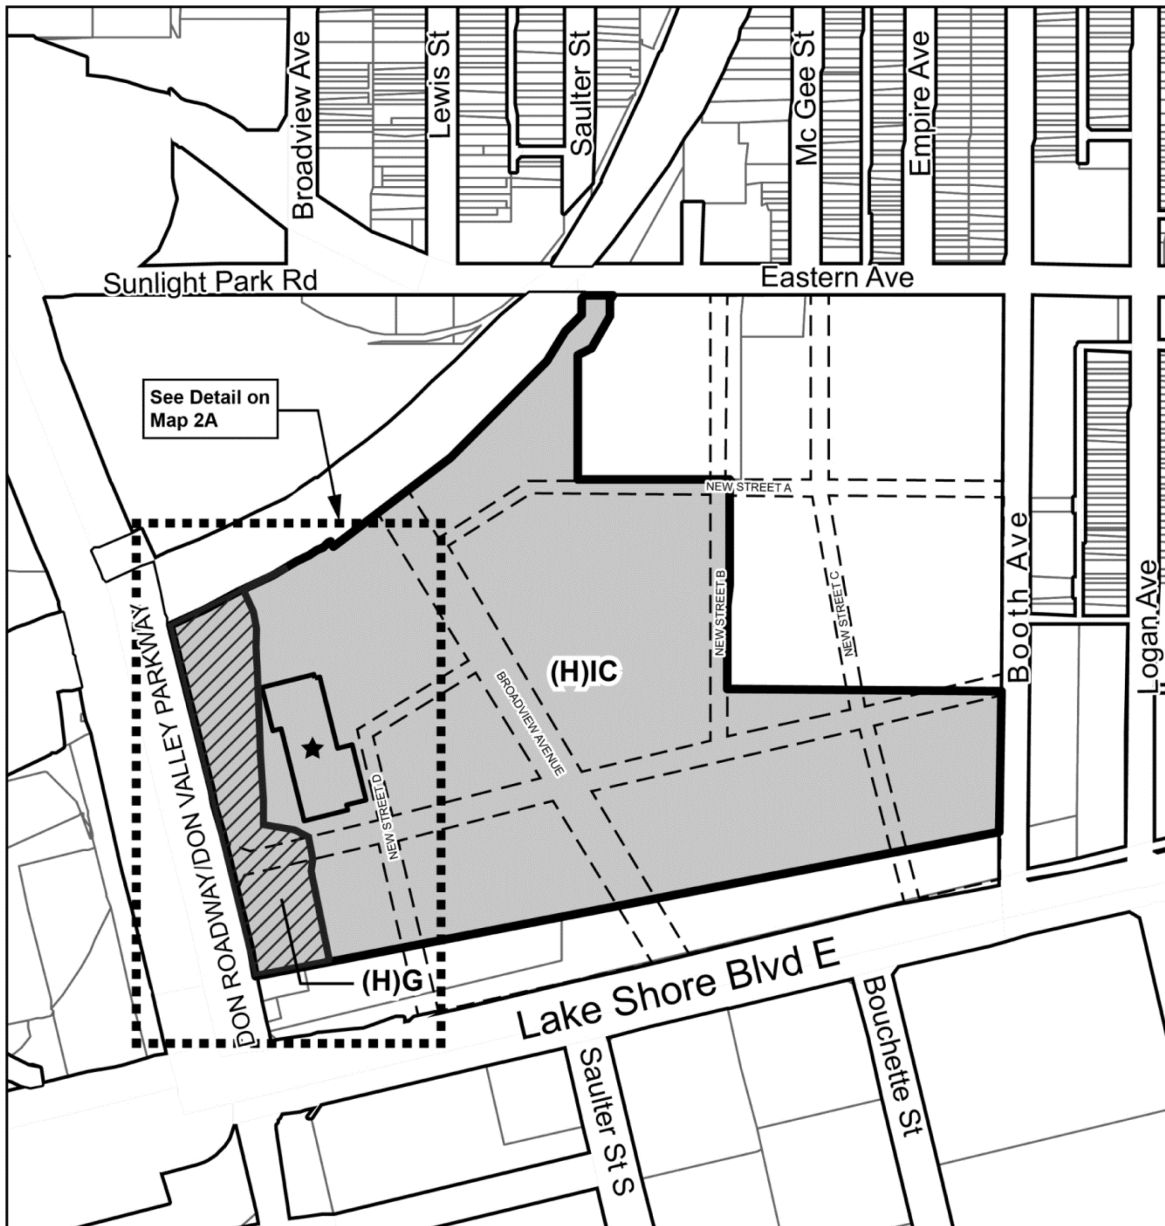 Broadview Ave
Lewis St
Saulter St
Mc Gee St
Empire Ave
Sunlight Park Rd
Eastern Ave
See Detail on
Map 2A
NEW STREET A
NEW STREET B
NEW STREET C
Booth Ave
Logan Ave
DON ROADWAY/DON VALLEY PARKWAY
(H)IC
BROADVIEW AVENUE
NEW STREET D
(H)G
Lake Shore Blvd E
Saulter St S
Bouchette St